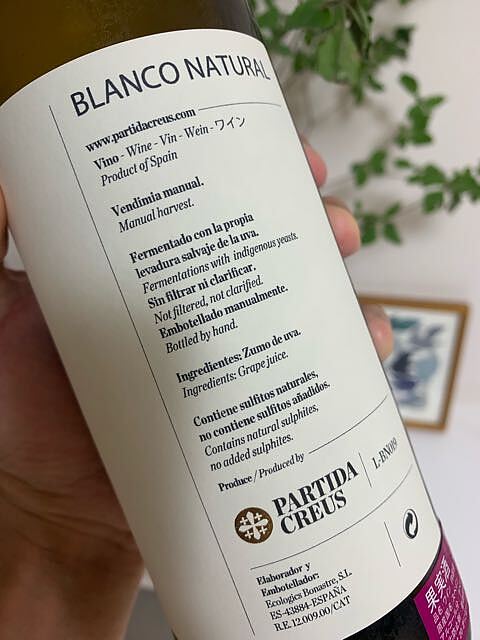 BLANCO NATURAL
www.partidacreus.com
Vino - Wine - Vin - Wein - ワイン
Product of Spain
Vendimia manual.
Manual harvest.
Fermentado con la propia
levadura salvaje de la uva.
Fermentations with indigenous yeasts.
Sin filtrar ni clarificar.
Not filtered, not clarified.
Embotellado manualmente.
Bottled by hand.
Ingredientes: Zumo de uva.
Ingredients: Grape juice.
Contiene sulfitos naturales,
no contiene sulfitos añadidos.
Contains natural sulphites,
no added sulphites.
Produce / Produced by
PARTIDA
CREUS
L-BN019
Elaborador y
Embotellador:
Ecologics Bonastre, S.L.
ES-43884-ESPAÑA
R.E. 12.009.00/CAT
果実酒